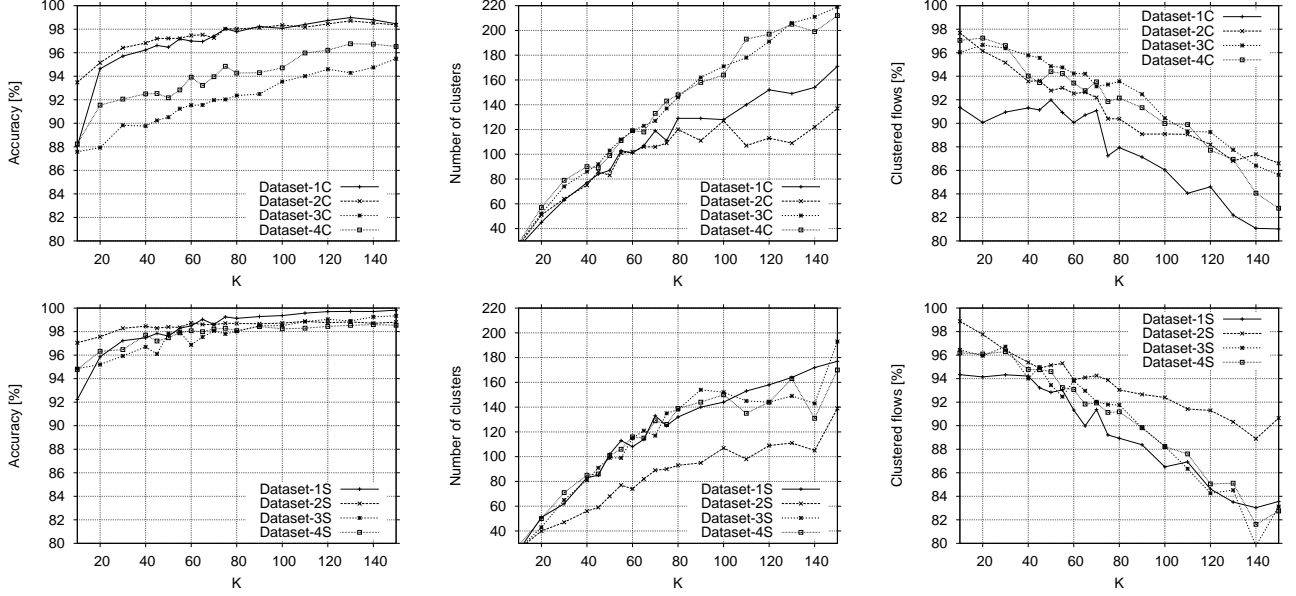 Accuracy [%]
100
98
96
94
92
90
88
86
84
82
80
20 40 60 80 100 120 140
K
Dataset-1C
Dataset-2C
Dataset-3C
Dataset-4C
Number of clusters
220
200
180
160
140
120
100
80
60
40
20 40 60 80 100 120 140
K
Dataset-1C
Dataset-2C
Dataset-3C
Dataset-4C
Clustered flows [%]
100
98
96
94
92
90
88
86
84
82
80
20 40 60 80 100 120 140
K
Dataset-1C
Dataset-2C
Dataset-3C
Dataset-4C
Accuracy [%]
100
98
96
94
92
90
88
86
84
82
80
20 40 60 80 100 120 140
K
Dataset-1S
Dataset-2S
Dataset-3S
Dataset-4S
Number of clusters
220
200
180
160
140
120
100
80
60
40
20 40 60 80 100 120 140
K
Dataset-1S
Dataset-2S
Dataset-3S
Dataset-4S
Clustered flows [%]
100
98
96
94
92
90
88
86
84
82
80
20 40 60 80 100 120 140
K
Dataset-1S
Dataset-2S
Dataset-3S
Dataset-4S